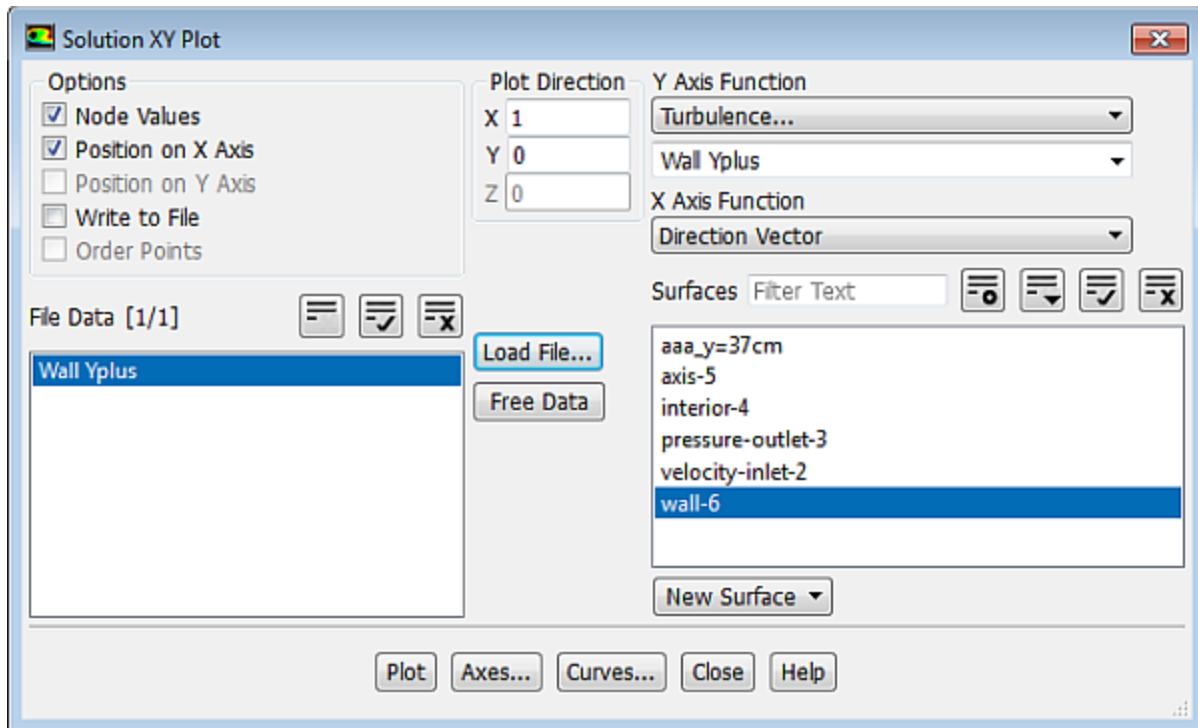 Solution XY Plot
Options
Node Values
Position on X Axis
Position on Y Axis
Write to File
Order Points
Plot Direction
X 1
Y 0
Z 0
Y Axis Function
Turbulence...
Wall Yplus
X Axis Function
Direction Vector
File Data [1/1]
Wall Yplus
Load File...
Free Data
Surfaces Filter Text
aaa_y=37cm
axis-5
interior-4
pressure-outlet-3
velocity-inlet-2
wall-6
New Surface
Plot Axes... Curves... Close Help